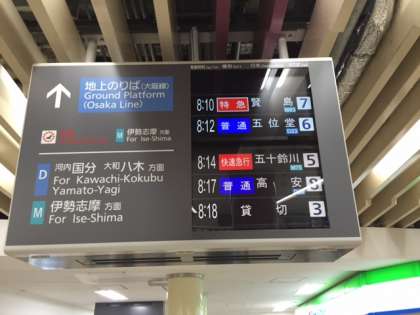 地上のりば(大阪線)
Ground Platform
(Osaka Line)
M 伊勢志摩 方面
For Ise-Shima
D 河内国分 大和八木 方面
For Kawachi-Kokubu
Yamato-Yagi
M 伊勢志摩 方面
For Ise-Shima
8:10 特急 賢島 7
8:12 普通 五位堂 6
8:14 快速急行 五十鈴川 5
8:17 普通 高安 8
8:18 貸切 3